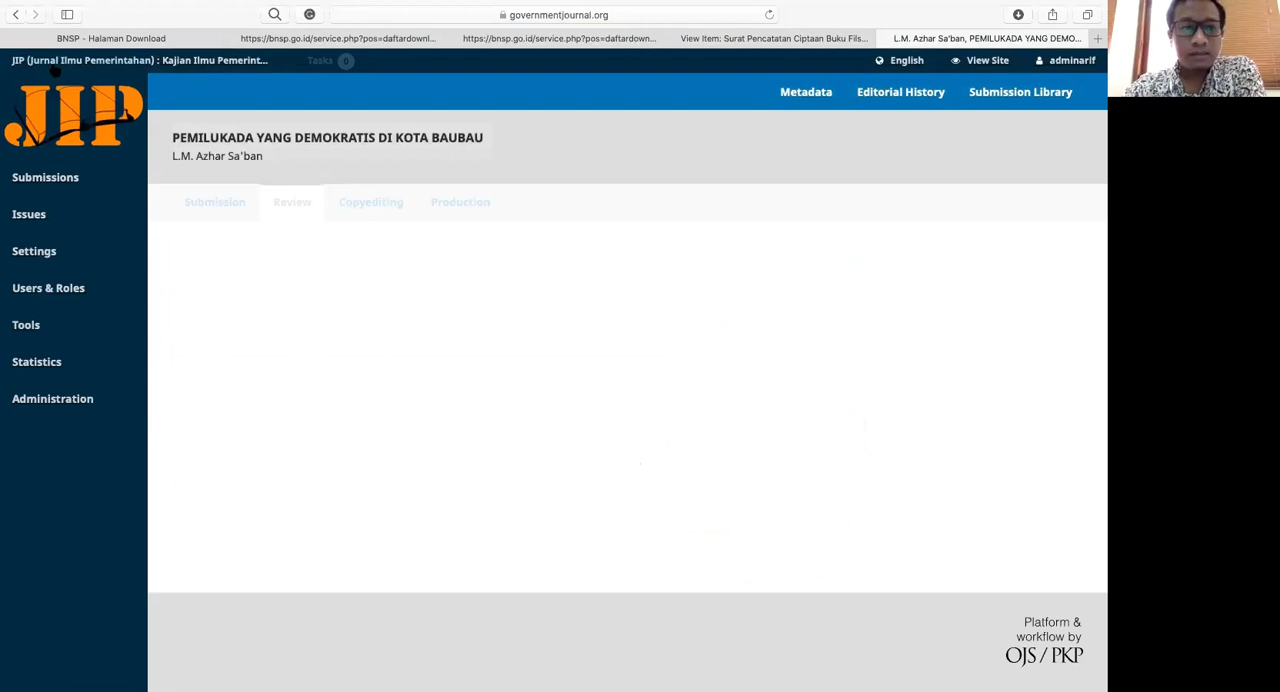 governmentjournal.org
BNSP - Halaman Download
https://bnsp.go.id/service.php?pos=daftardownl...
https://bnsp.go.id/service.php?pos=daftardown...
View Item: Surat Pencatatan Ciptaan Buku Fils...
L.M. Azhar Sa'ban, PEMILUKADA YANG DEMO...
JIP (Jurnal Ilmu Pemerintahan) : Kajian Ilmu Pemerint...
Tasks 0
English
View Site
adminarif
JIP
Metadata
Editorial History
Submission Library
PEMILUKADA YANG DEMOKRATIS DI KOTA BAUBAU
L.M. Azhar Sa'ban
Submissions
Issues
Settings
Users & Roles
Tools
Statistics
Administration
Submission
Review
Copyediting
Production
Platform &
workflow by
OJS / PKP